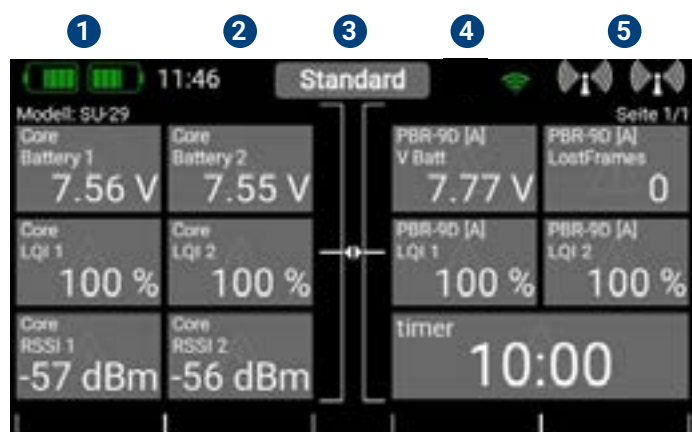 1 2 3 4 5
11:46 Standard
Modell: SU-29 Seite 1/1
Core Core PBR-9D [A] PBR-9D [A]
Battery 1 Battery 2 V Batt LostFrames
7.56 V 7.55 V 7.77 V 0
Core Core PBR-9D [A] PBR-9D [A]
LQI 1 LQI 2 LQI 1 LQI 2
100 % 100 % 100 % 100 %
Core Core timer
RSSI 1 RSSI 2
-57 dBm -56 dBm 10:00